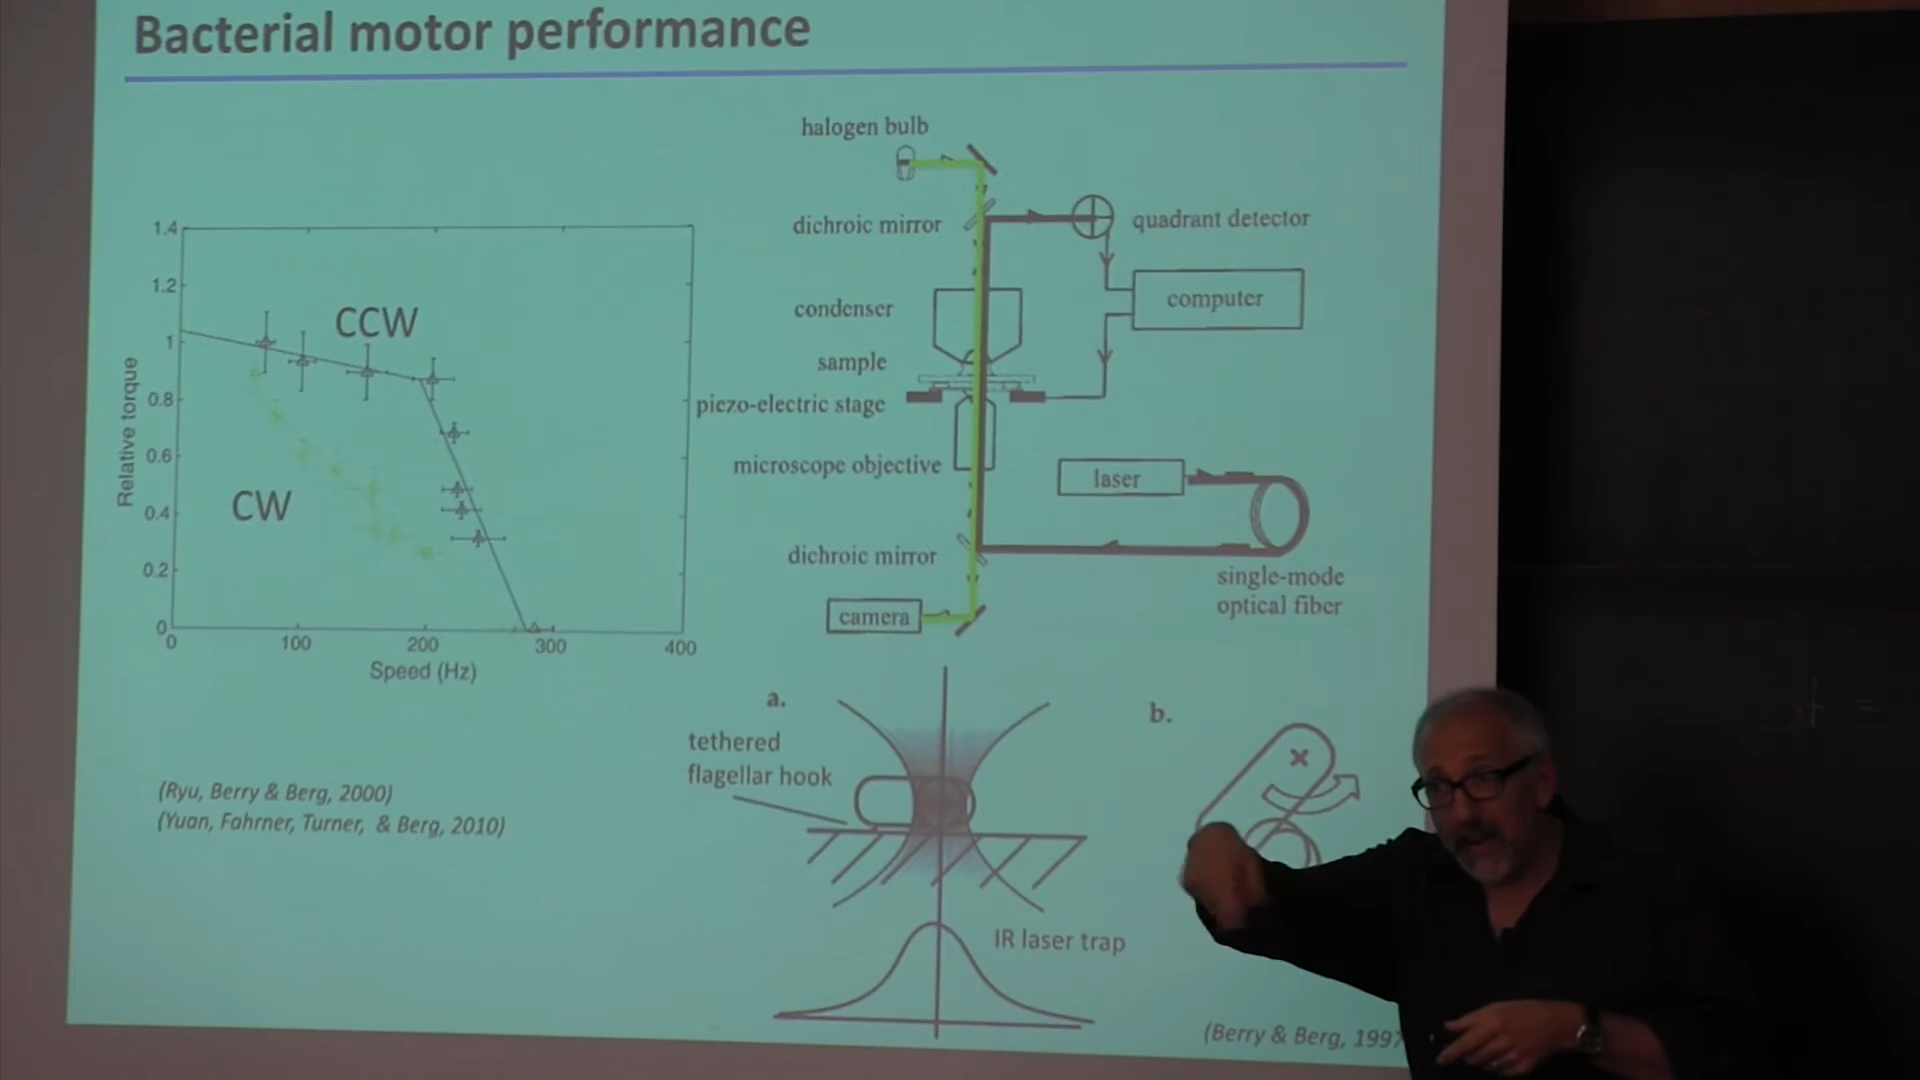 Bacterial motor performance
halogen bulb
dichroic mirror
quadrant detector
condenser
computer
sample
piezo-electric stage
microscope objective
laser
dichroic mirror
single-mode
optical fiber
camera
1.4
1.2
1
0.8
0.6
0.4
0.2
0
0
100
200
300
400
Relative torque
Speed (Hz)
CCW
CW
(Ryu, Berry & Berg, 2000)
(Yuan, Fahrner, Turner, & Berg, 2010)
a.
tethered
flagellar hook
IR laser trap
b.
x
(Berry & Berg, 1997